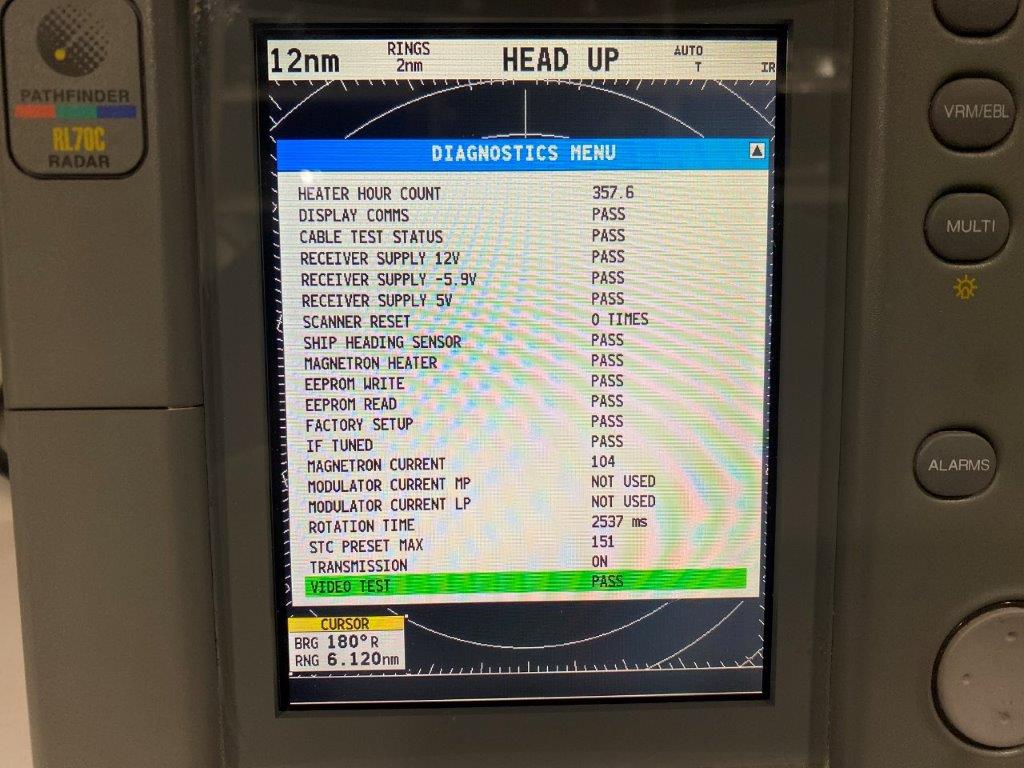 PATHFINDER
RL70C
RADAR
12nm
RINGS
2nm
HEAD UP
AUTO
T
IR
DIAGNOSTICS MENU
HEATER HOUR COUNT 357.6
DISPLAY COMMS PASS
CABLE TEST STATUS PASS
RECEIVER SUPPLY 12V PASS
RECEIVER SUPPLY -5.9V PASS
RECEIVER SUPPLY 5V PASS
SCANNER RESET 0 TIMES
SHIP HEADING SENSOR PASS
MAGNETRON HEATER PASS
EEPROM WRITE PASS
EEPROM READ PASS
FACTORY SETUP PASS
IF TUNED PASS
MAGNETRON CURRENT 104
MODULATOR CURRENT MP NOT USED
MODULATOR CURRENT LP NOT USED
ROTATION TIME 2537 ms
STC PRESET MAX 151
TRANSMISSION ON
VIDEO TEST PASS
CURSOR
BRG 180°R
RNG 6.120nm
VRM/EBL
MULTI
ALARMS